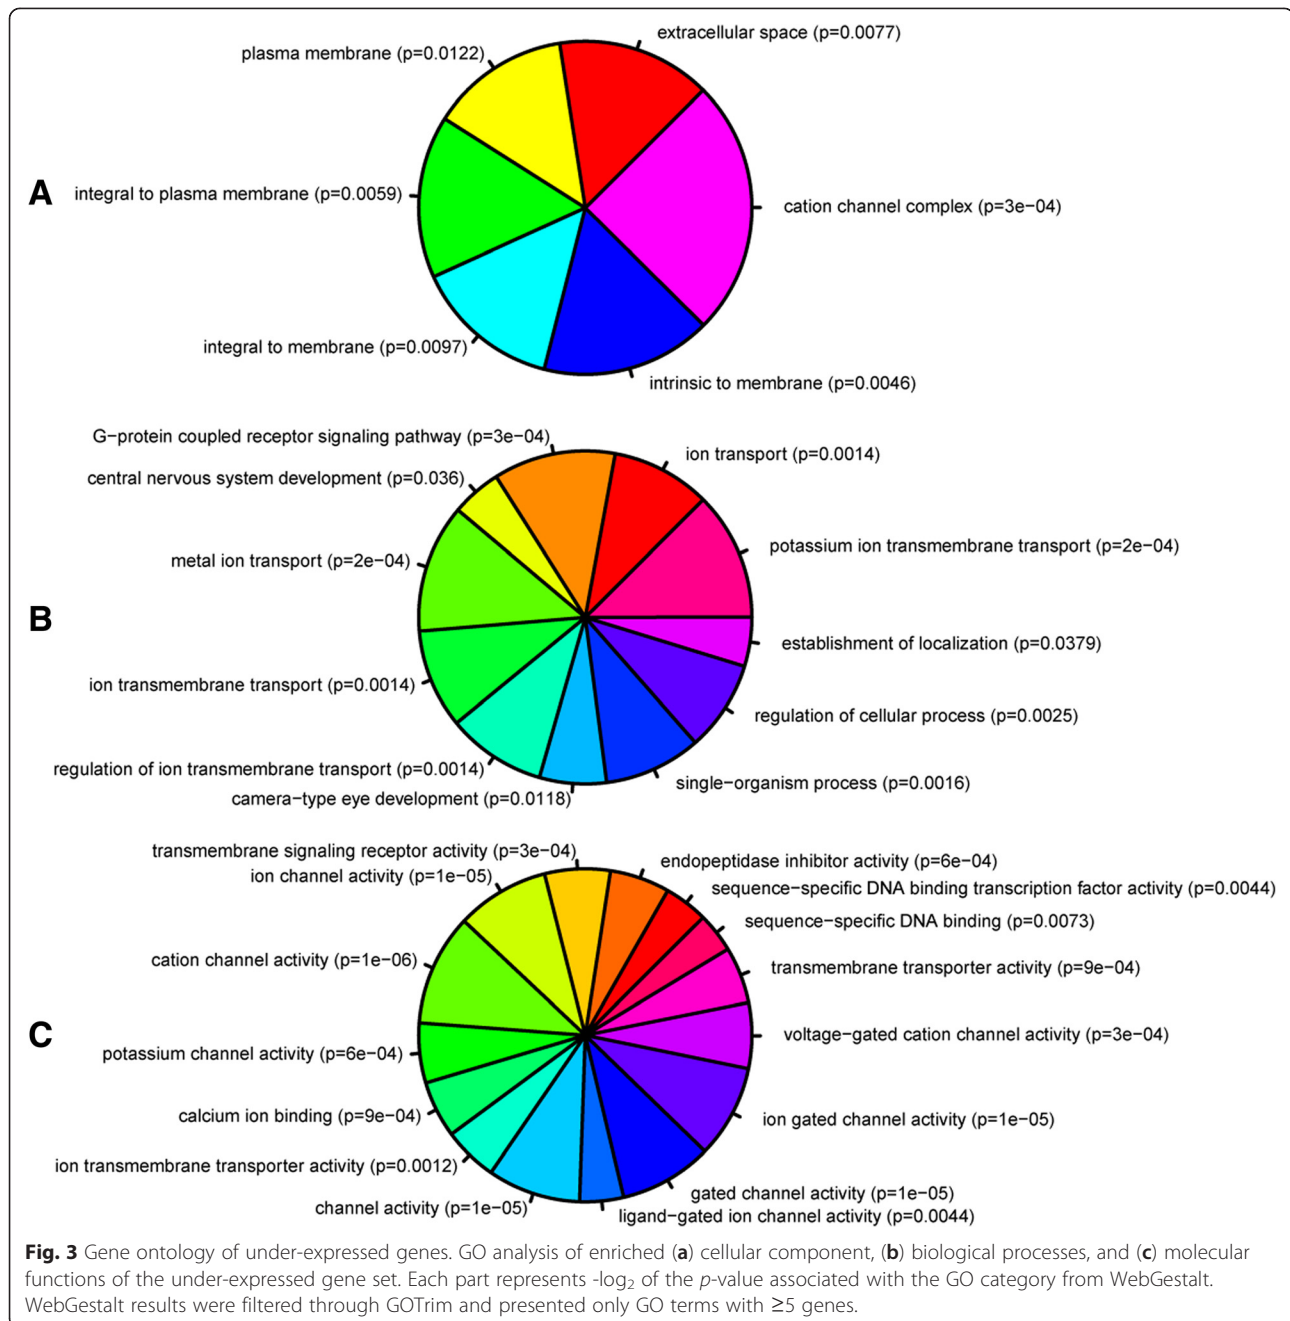 A
extracellular space (p=0.0077)
plasma membrane (p=0.0122)
integral to plasma membrane (p=0.0059)
cation channel complex (p=3e−04)
integral to membrane (p=0.0097)
intrinsic to membrane (p=0.0046)
B
G−protein coupled receptor signaling pathway (p=3e−04)
ion transport (p=0.0014)
central nervous system development (p=0.036)
potassium ion transmembrane transport (p=2e−04)
metal ion transport (p=2e−04)
establishment of localization (p=0.0379)
ion transmembrane transport (p=0.0014)
regulation of cellular process (p=0.0025)
regulation of ion transmembrane transport (p=0.0014)
single−organism process (p=0.0016)
camera−type eye development (p=0.0118)
C
transmembrane signaling receptor activity (p=3e−04)
endopeptidase inhibitor activity (p=6e−04)
ion channel activity (p=1e−05)
sequence−specific DNA binding transcription factor activity (p=0.0044)
sequence−specific DNA binding (p=0.0073)
cation channel activity (p=1e−06)
transmembrane transporter activity (p=9e−04)
voltage−gated cation channel activity (p=3e−04)
potassium channel activity (p=6e−04)
calcium ion binding (p=9e−04)
ion gated channel activity (p=1e−05)
ion transmembrane transporter activity (p=0.0012)
gated channel activity (p=1e−05)
channel activity (p=1e−05)
ligand−gated ion channel activity (p=0.0044)
Fig. 3 Gene ontology of under-expressed genes. GO analysis of enriched (a) cellular component, (b) biological processes, and (c) molecular
functions of the under-expressed gene set. Each part represents -log₂ of the p-value associated with the GO category from WebGestalt.
WebGestalt results were filtered through GOTrim and presented only GO terms with ≥5 genes.